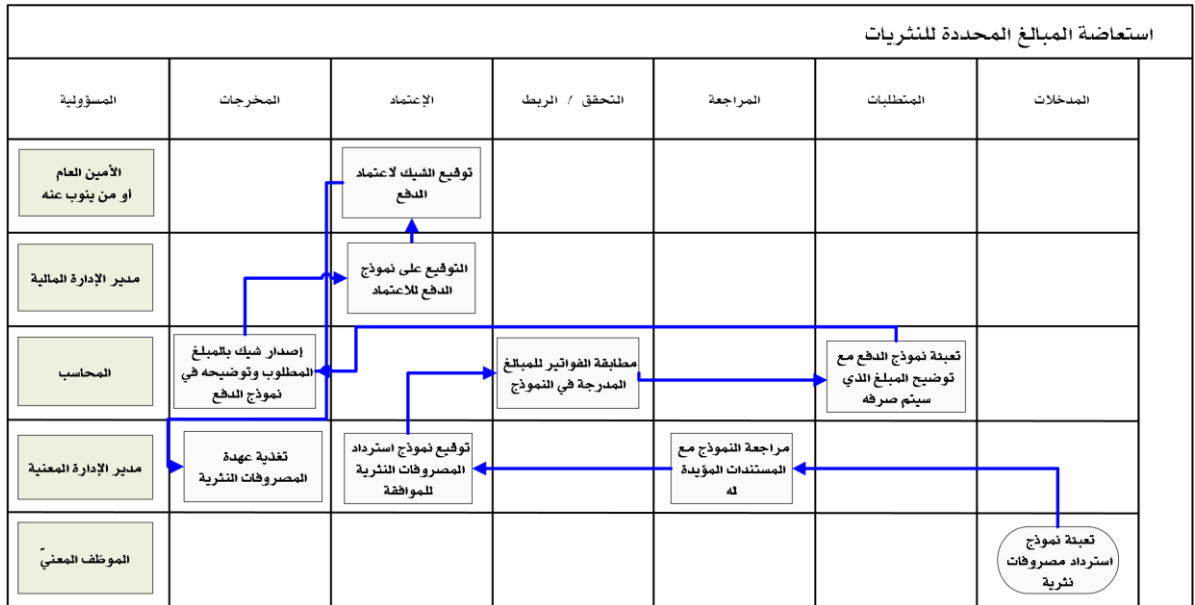 استعاضة المبالغ المحددة للنثريات
المدخلات
المتطلبات
المراجعة
التحقق / الربط
الإعتماد
المخرجات
المسؤولية
توقيع الشيك لاعتماد
الدفع
الأمين العام
او من ينوب عنه
التوقيع على نموذج
الدفع للاعتماد
مدير الإدارة المالية
تعبئة نموذج الدفع مع
توضيح المبلغ الذي
سيتم صرفه
مطابقة الفواتير للمبالغ
المدرجة في النموذج
إصدار شيك بالمبلغ
المطلوب وتوضيحه في
نموذج الدفع
المحاسب
مراجعة النموذج مع
المستندات المؤيدة
له
توقيع نموذج استرداد
المصروفات النثرية
للموافقة
تغذية عهدة
المصروفات النثرية
مدير الإدارة المعنية
تعبئة نموذج
استرداد مصروفات
نثرية
الموظف المعنيّ